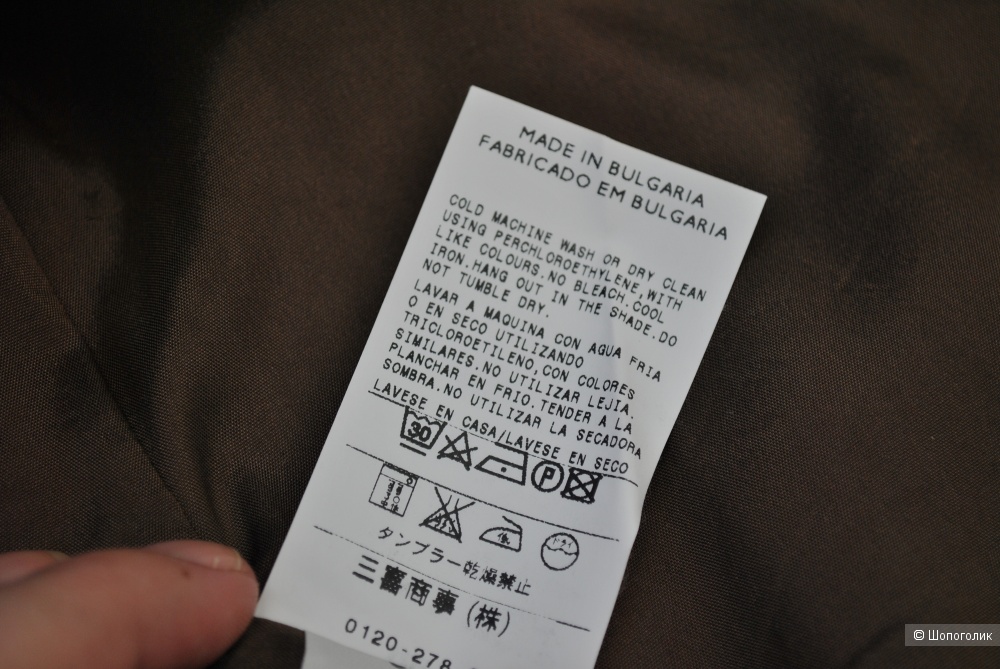 MADE IN BULGARIA
FABRICADO EM BULGARIA
COLD MACHINE WASH OR DRY CLEAN
USING PERCHLOROETHYLENE,WITH
LIKE COLOURS.NO BLEACH.COOL
IRON.HANG OUT IN THE SHADE.DO
NOT TUMBLE DRY.
LAVAR A MAQUINA CON AGUA FRIA
O EN SECO UTILIZANDO
TRICLOROETILENO,CON COLORES
SIMILARES.NO UTILIZAR LEJIA.
PLANCHAR EN FRIO.TENDER A LA
SOMBRA.NO UTILIZAR LA SECADORA
LAVESE EN CASA/LAVESE EN SECO
30 P
タンブラー乾燥禁止
商事(株)
0120-278
© Шопоголик